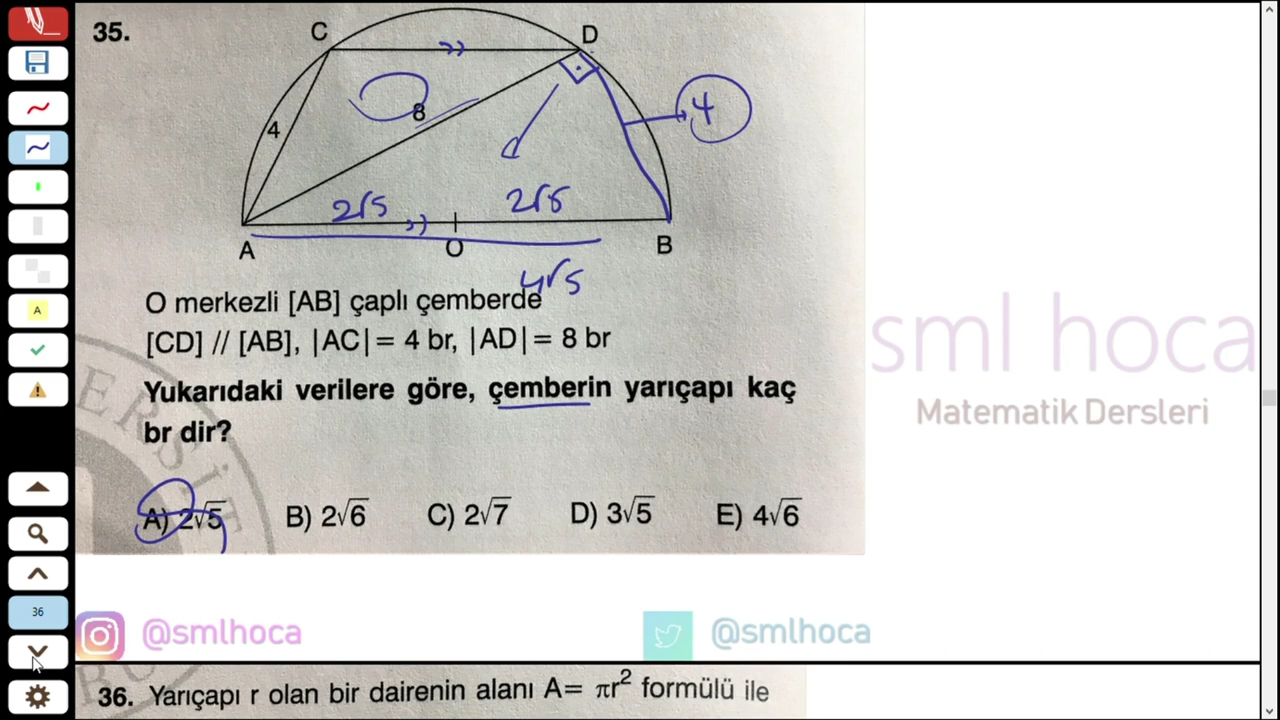 35.
C
D
4
8
4
2√5
2√5
A
O
B
4√5
O merkezli [AB] çaplı çemberde
[CD] // [AB], |AC| = 4 br, |AD| = 8 br
Yukarıdaki verilere göre, çemberin yarıçapı kaç
br dir?
A) 2√5 B) 2√6 C) 2√7 D) 3√5 E) 4√6
sml hoca
Matematik Dersleri
A
36
@smlhoca
@smlhoca
36. Yarıçapı r olan bir dairenin alanı A= πr² formülü ile